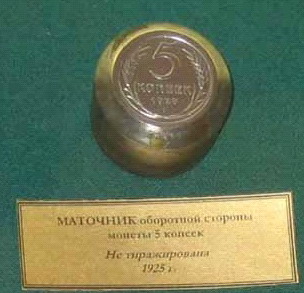 5
КОПЕЕК
МАТОЧНИК оборотной стороны
монеты 5 копеек
Не тиражирована
1925 г.